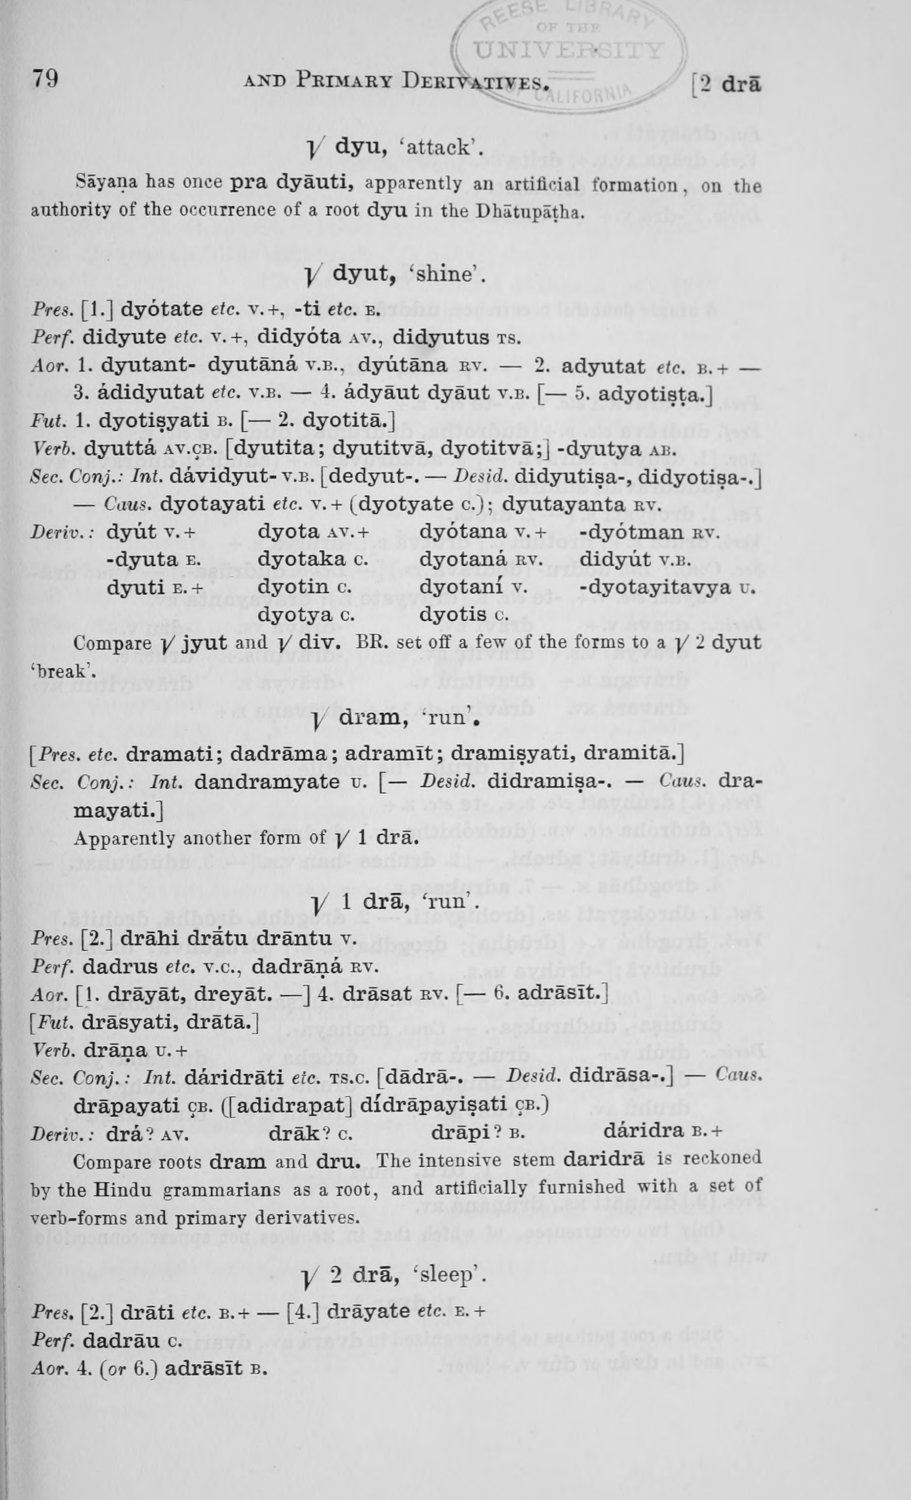 REESE LIBRARY
OF THE
UNIVERSITY
CALIFORNIA
79 AND PRIMARY DERIVATIVES. [2 drā
√ dyu, ‘attack’.
Sāyaṇa has once pra dyāuti, apparently an artificial formation, on the
authority of the occurrence of a root dyu in the Dhātupāṭha.
√ dyut, ‘shine’.
Pres. [1.] dyótate etc. V.+, -ti etc. E.
Perf. didyute etc. V.+, didyóta AV., didyutus TS.
Aor. 1. dyutant- dyutāná V.B., dyútāna RV. — 2. adyutat etc. B.+ —
3. ádidyutat etc. V.B. — 4. ádyāut dyāut V.B. [— 5. adyotiṣṭa.]
Fut. 1. dyotiṣyati B. [— 2. dyotitā.]
Verb. dyuttá AV.ÇB. [dyutita; dyutitvā, dyotitvā;] -dyutya AB.
Sec. Conj.: Int. dávidyut- V.B. [dedyut-. — Desid. didyutiṣa-, didyotiṣa-.]
— Caus. dyotayati etc. V.+ (dyotyate C.); dyutayanta RV.
Deriv.: dyút V.+ dyota AV.+ dyótana V.+ -dyótman RV.
-dyuta E. dyotaka C. dyotaná RV. didyút V.B.
dyuti E.+ dyotin C. dyotaní V. -dyotayitavya U.
dyotya C. dyotis C.
Compare √ jyut and √ div. BR. set off a few of the forms to a √ 2 dyut
‘break’.
√ dram, ‘run’.
[Pres. etc. dramati; dadrāma; adramīt; dramiṣyati, dramitā.]
Sec. Conj.: Int. dandramyate U. [— Desid. didramiṣa-. — Caus. dra-
mayati.]
Apparently another form of √ 1 drā.
√ 1 drā, ‘run’.
Pres. [2.] drāhi drā́tu drāntu V.
Perf. dadrus etc. V.C., dadrāṇá RV.
Aor. [1. drāyāt, dreyāt. —] 4. drāsat RV. [— 6. adrāsīt.]
[Fut. drāsyati, drātā.]
Verb. drāṇa U.+
Sec. Conj.: Int. dáridrāti etc. TS.C. [dādrā-. — Desid. didrāsa-.] — Caus.
drāpayati ÇB. ([adidrapat] dídrāpayiṣati ÇB.)
Deriv.: drá? AV. drāk? C. drāpi? B. dáridra B.+
Compare roots dram and dru. The intensive stem daridrā is reckoned
by the Hindu grammarians as a root, and artificially furnished with a set of
verb-forms and primary derivatives.
√ 2 drā, ‘sleep’.
Pres. [2.] drāti etc. B.+ — [4.] drāyate etc. E.+
Perf. dadrāu C.
Aor. 4. (or 6.) adrāsīt B.